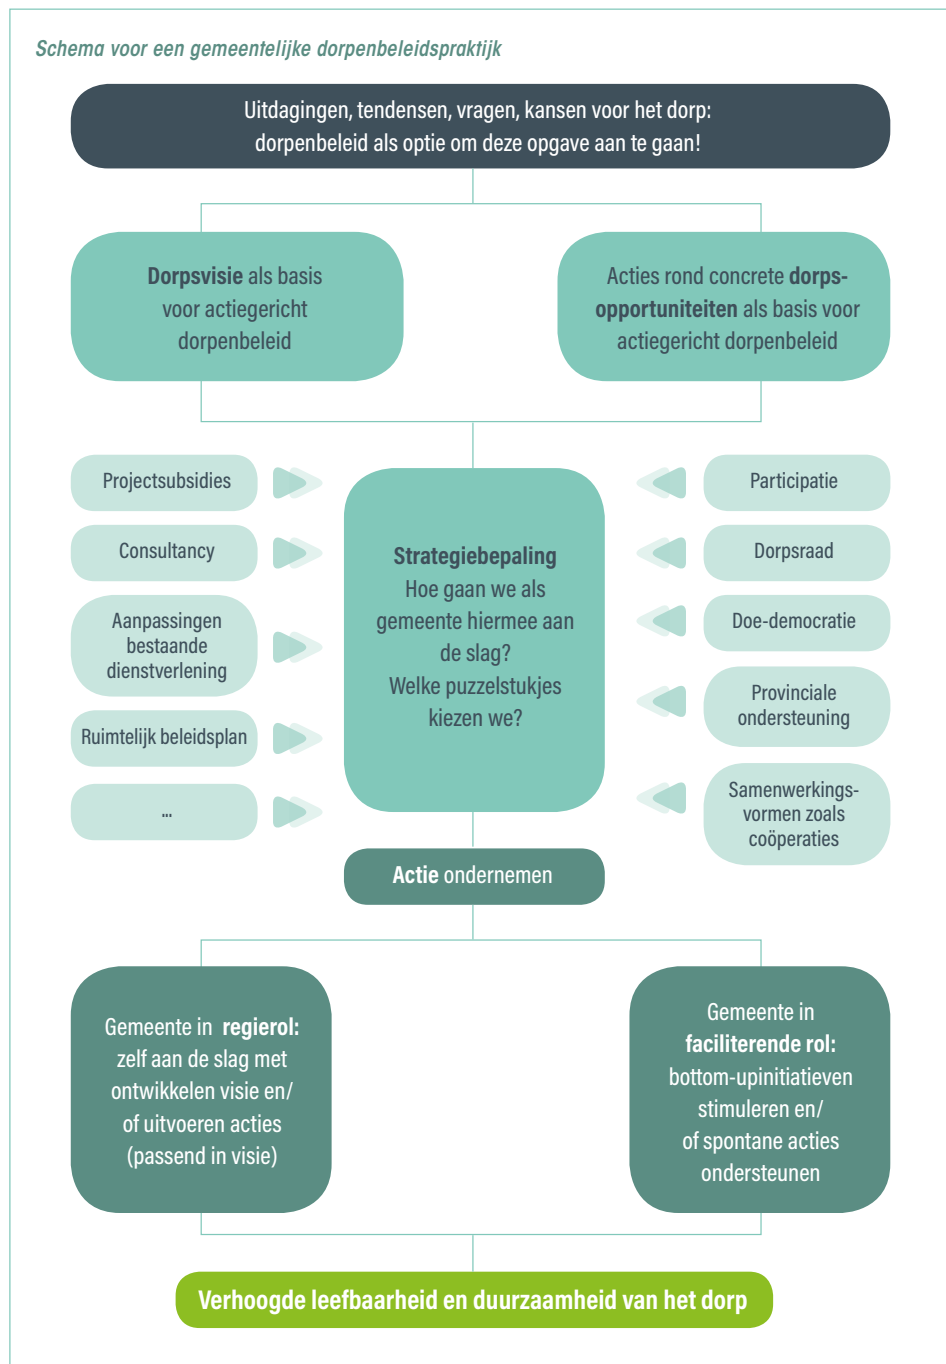 Schema voor een gemeentelijke dorpenbeleidspraktijk
Uitdagingen, tendensen, vragen, kansen voor het dorp:
dorpenbeleid als optie om deze opgave aan te gaan!
Dorpsvisie als basis
voor actiegericht
dorpenbeleid
Acties rond concrete dorps-
opportuniteiten als basis voor
actiegericht dorpenbeleid
Projectsubsidies
Consultancy
Aanpassingen
bestaande
dienstverlening
Ruimtelijk beleidsplan
...
Strategiebepaling
Hoe gaan we als
gemeente hiermee aan
de slag?
Welke puzzelstukjes
kiezen we?
Participatie
Dorpsraad
Doe-democratie
Provinciale
ondersteuning
Samenwerkings-
vormen zoals
coöperaties
Actie ondernemen
Gemeente in regierol:
zelf aan de slag met
ontwikkelen visie en/
of uitvoeren acties
(passend in visie)
Gemeente in
faciliterende rol:
bottom-upinitiatieven
stimuleren en/
of spontane acties
ondersteunen
Verhoogde leefbaarheid en duurzaamheid van het dorp